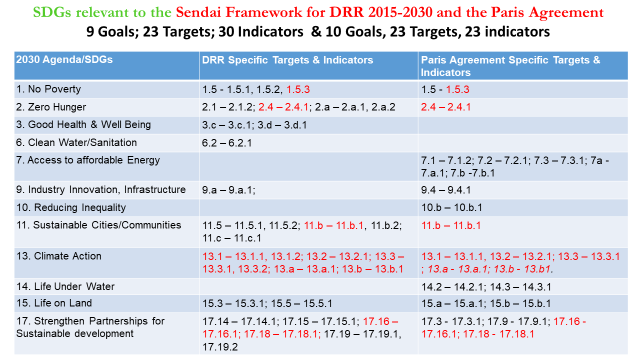 SDGs relevant to the Sendai Framework for DRR 2015-2030 and the Paris Agreement
9 Goals; 23 Targets; 30 Indicators & 10 Goals, 23 Targets, 23 indicators
2030 Agenda/SDGs
DRR Specific Targets & Indicators
Paris Agreement Specific Targets &
Indicators
1. No Poverty
1.5 - 1.5.1, 1.5.2, 1.5.3
1.5 - 1.5.3
2. Zero Hunger
2.1 – 2.1.2; 2.4 – 2.4.1; 2.a – 2.a.1, 2.a.2
2.4 – 2.4.1
3. Good Health & Well Being
3.c – 3.c.1; 3.d – 3.d.1
6. Clean Water/Sanitation
6.2 – 6.2.1
7. Access to affordable Energy
7.1 – 7.1.2; 7.2 – 7.2.1; 7.3 – 7.3.1; 7a -
7.a.1; 7.b -7.b.1
9. Industry Innovation, Infrastructure
9.a – 9.a.1;
9.4 – 9.4.1
10. Reducing Inequality
10.b – 10.b.1
11. Sustainable Cities/Communities
11.5 – 11.5.1, 11.5.2; 11.b – 11.b.1, 11.b.2;
11.c – 11.c.1
11.b – 11.b.1
13. Climate Action
13.1 – 13.1.1, 13.1.2; 13.2 – 13.2.1; 13.3 –
13.3.1, 13.3.2; 13.a – 13.a.1; 13.b – 13.b.1
13.1 - 13.1.1, 13.2 – 13.2.1; 13.3 – 13.3.1
; 13.a - 13.a.1; 13.b - 13.b1.
14. Life Under Water
14.2 – 14.2.1; 14.3 – 14.3.1
15. Life on Land
15.3 – 15.3.1; 15.5 – 15.5.1
15.a – 15.a.1; 15.b – 15.b.1
17. Strengthen Partnerships for
Sustainable development
17.14 – 17.14.1; 17.15 – 17.15.1; 17.16 –
17.16.1; 17.18 – 17.18.1; 17.19 – 17.19.1,
17.19.2
17.3 - 17.3.1; 17.9 - 17.9.1; 17.16 -
17.16.1; 17.18 - 17.18.1